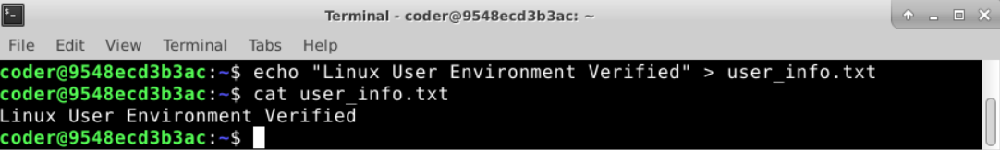 Terminal - coder@9548ecd3b3ac: ~
File Edit View Terminal Tabs Help
coder@9548ecd3b3ac:~$ echo "Linux User Environment Verified" > user_info.txt
coder@9548ecd3b3ac:~$ cat user_info.txt
Linux User Environment Verified
coder@9548ecd3b3ac:~$